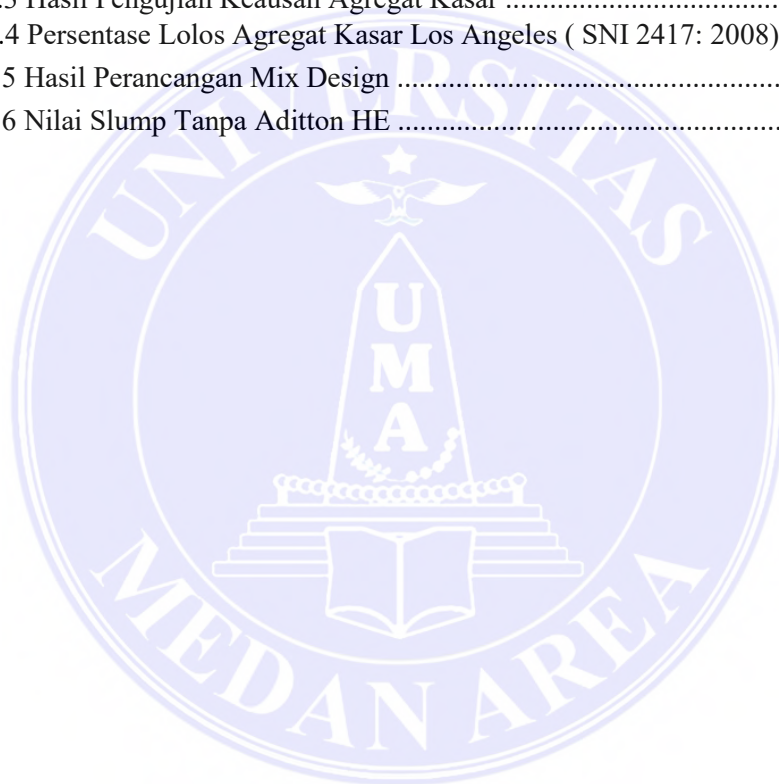 .3 Hasil Pengujian Keausan Agregat Kasar ................................
.4 Persentase Lolos Agregat Kasar Los Angeles ( SNI 2417: 2008)
5 Hasil Perancangan Mix Design ................................................
6 Nilai Slump Tanpa Aditton HE ................................................
UNIVERSITAS
U
M
A
MEDAN AREA